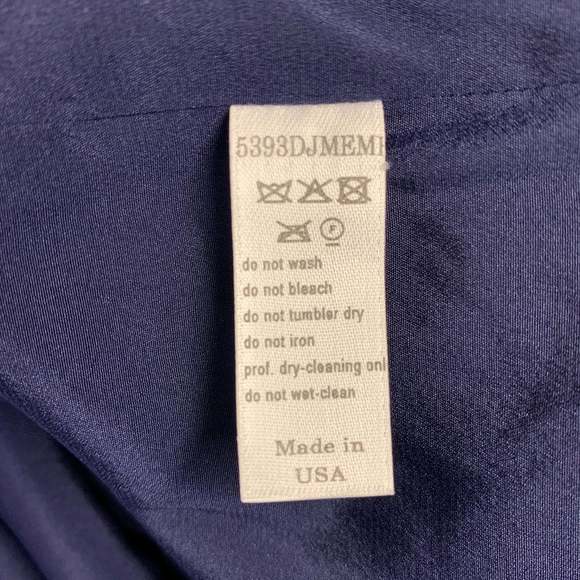 5393DJMEM
F
do not wash
do not bleach
do not tumbler dry
do not iron
prof. dry-cleaning onl
do not wet-clean
Made in
USA